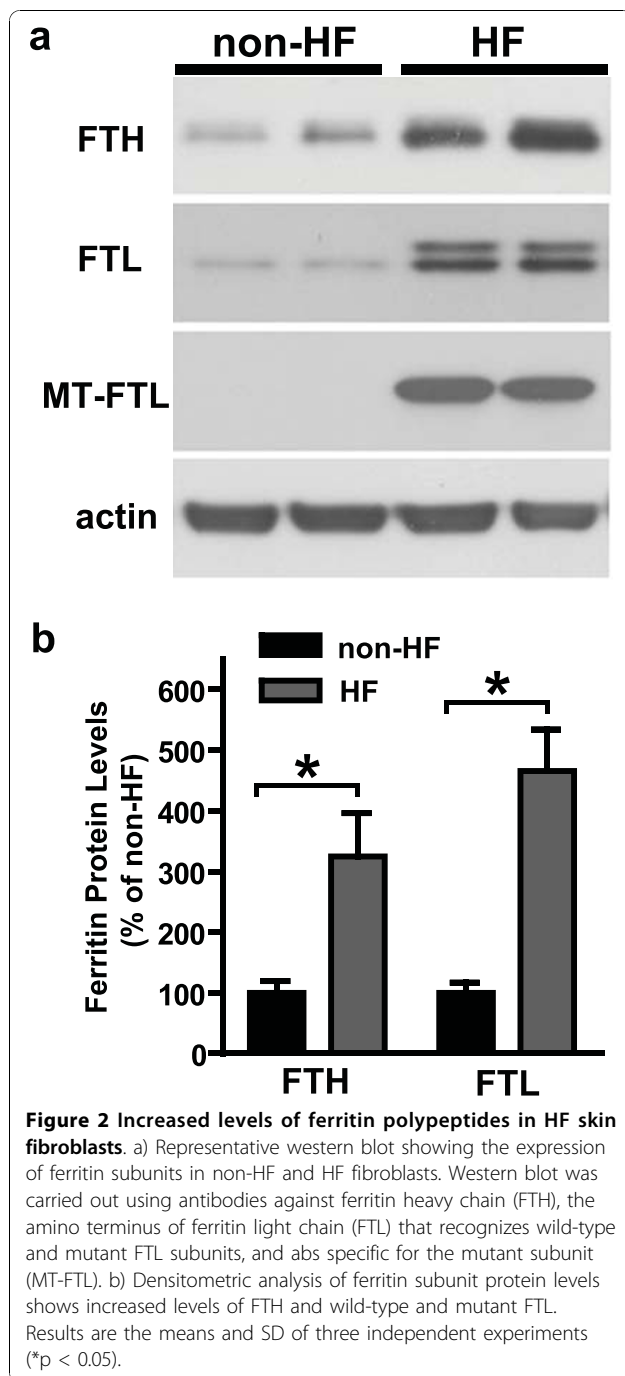 a
non-HF HF
FTH
FTL
MT-FTL
actin
b
non-HF
HF
Ferritin Protein Levels
(% of non-HF)
600
500
400
300
200
100
0
*
*
FTH FTL
Figure 2 Increased levels of ferritin polypeptides in HF skin
fibroblasts. a) Representative western blot showing the expression
of ferritin subunits in non-HF and HF fibroblasts. Western blot was
carried out using antibodies against ferritin heavy chain (FTH), the
amino terminus of ferritin light chain (FTL) that recognizes wild-type
and mutant FTL subunits, and abs specific for the mutant subunit
(MT-FTL). b) Densitometric analysis of ferritin subunit protein levels
shows increased levels of FTH and wild-type and mutant FTL.
Results are the means and SD of three independent experiments
(*p < 0.05).